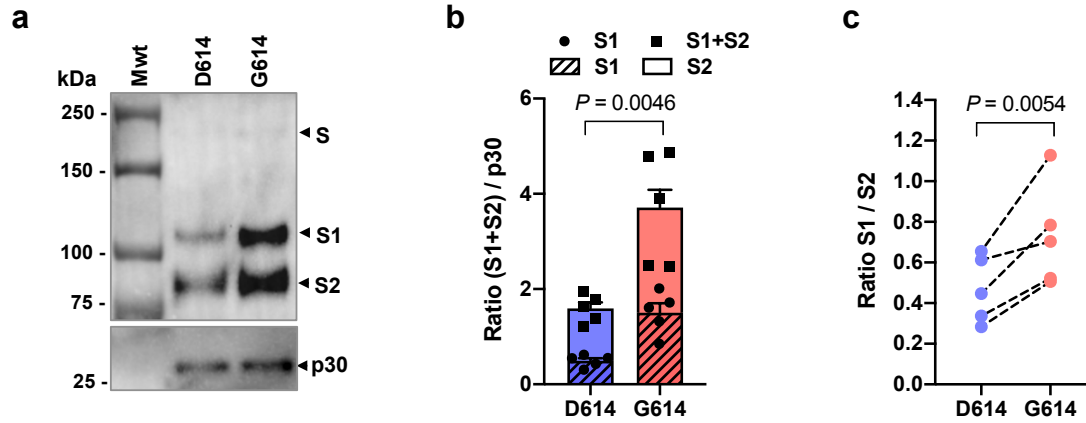 a
kDa
Mwt
D614
G614
250 -
150 -
100 -
75 -
25 -
S
S1
S2
p30
b
S1 S1+S2
S1 S2
P = 0.0046
Ratio (S1+S2) / p30
6
4
2
0
D614 G614
c
P = 0.0054
Ratio S1 / S2
1.4
1.2
1.0
0.8
0.6
0.4
0.2
0.0
D614 G614